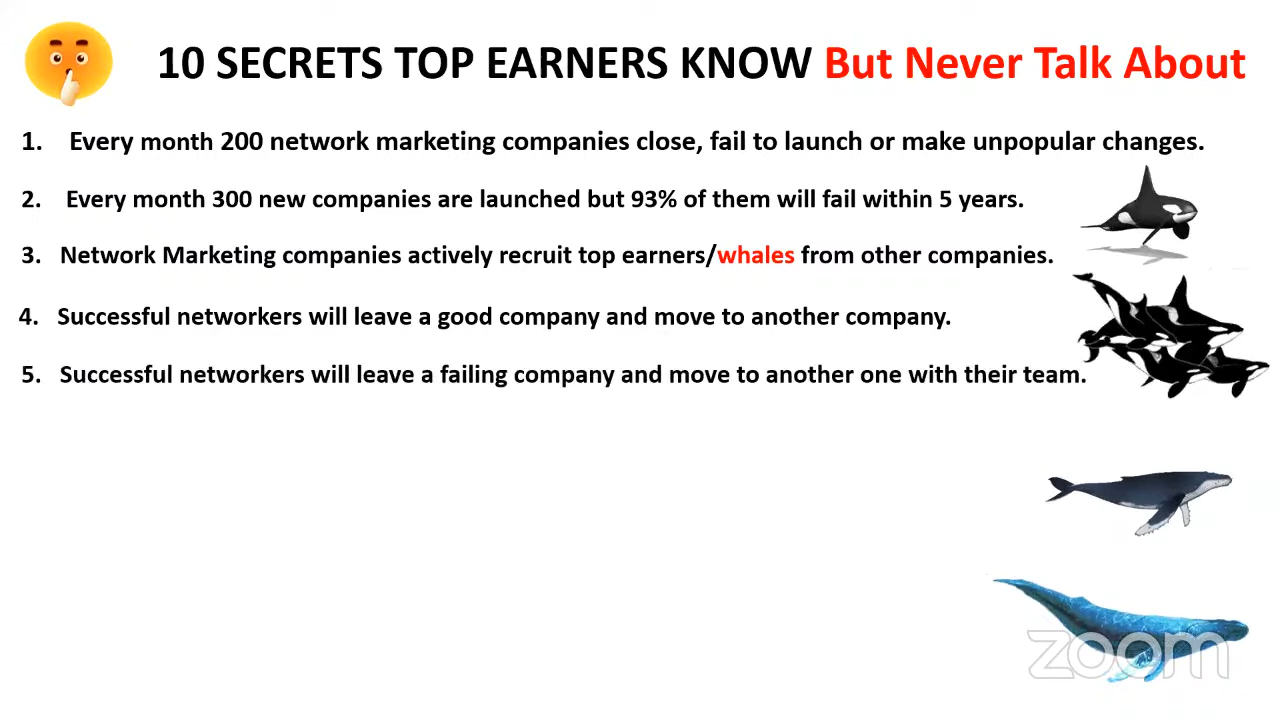 10 SECRETS TOP EARNERS KNOW But Never Talk About
1. Every month 200 network marketing companies close, fail to launch or make unpopular changes.
2. Every month 300 new companies are launched but 93% of them will fail within 5 years.
3. Network Marketing companies actively recruit top earners/whales from other companies.
4. Successful networkers will leave a good company and move to another company.
5. Successful networkers will leave a failing company and move to another one with their team.
zoom